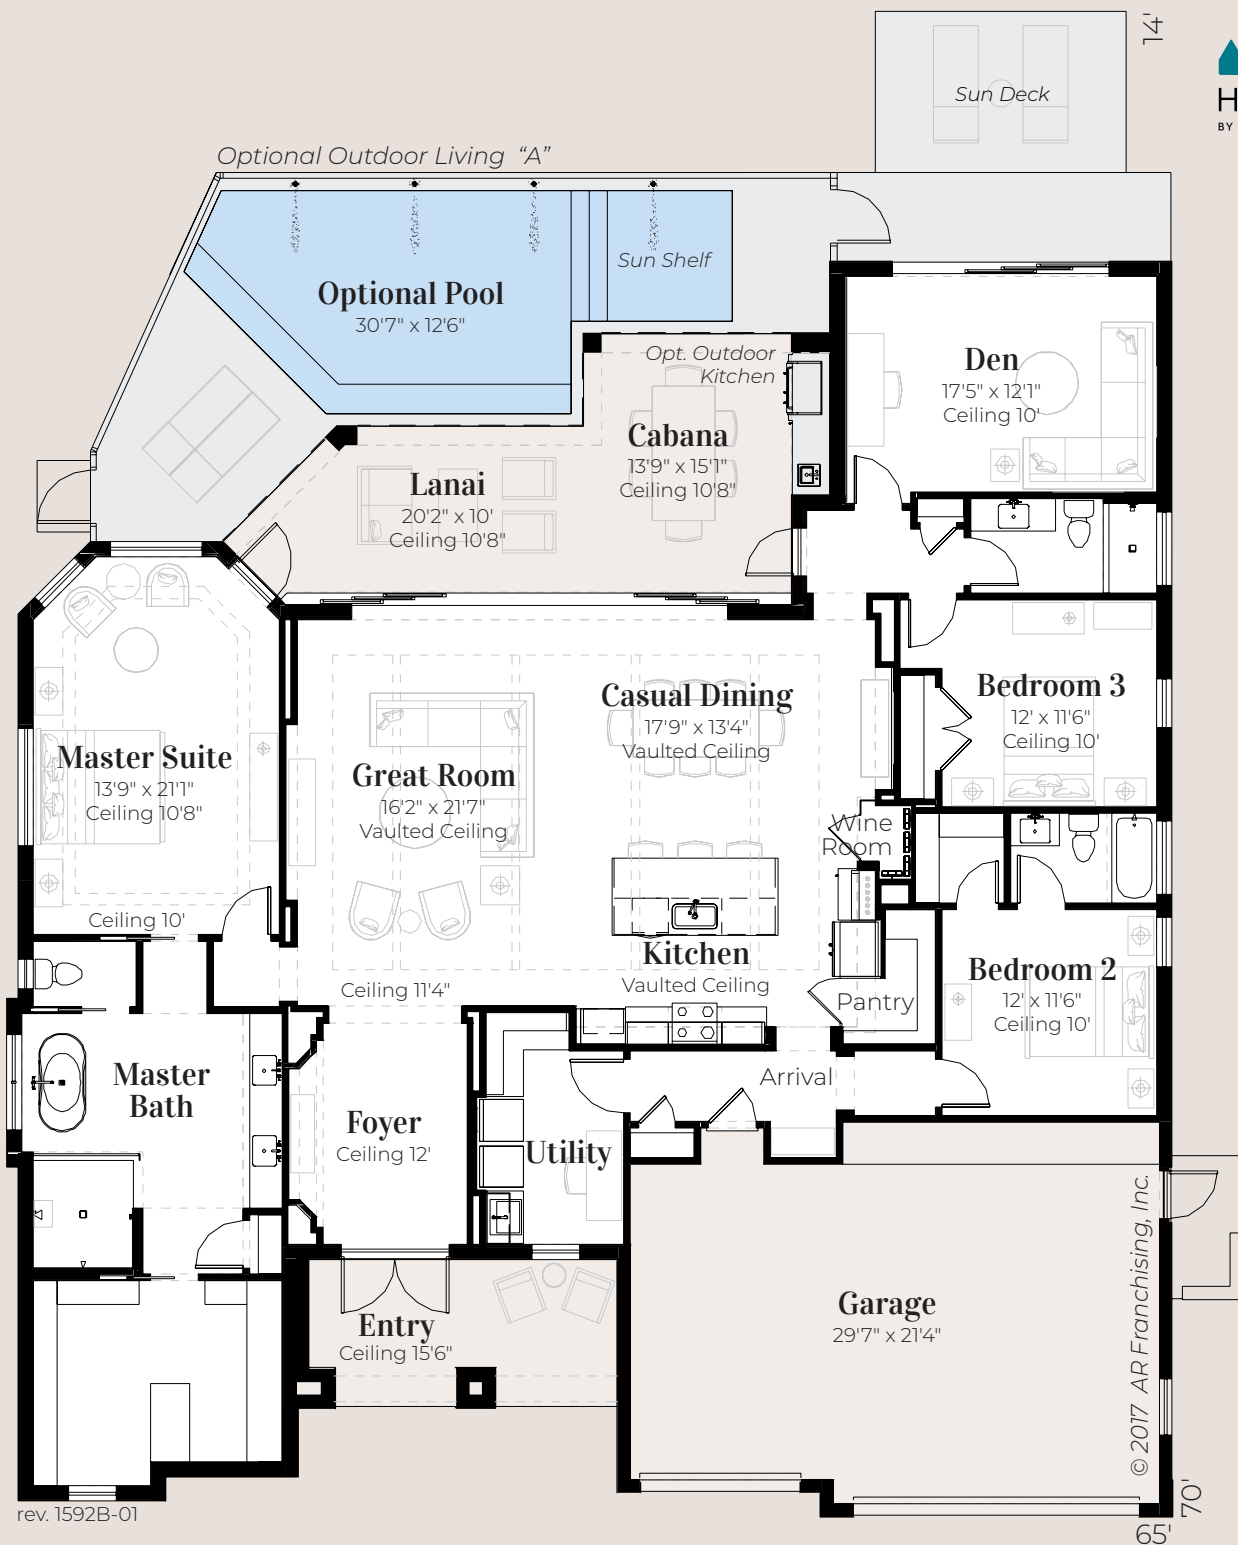 14'
H
BY
Sun Deck
Optional Outdoor Living “A”
Sun Shelf
Optional Pool
30'7" x 12'6"
Opt. Outdoor
Kitchen
Den
17'5" x 12'1"
Ceiling 10'
Cabana
13'9" x 15'1"
Ceiling 10'8"
Lanai
20'2" x 10'
Ceiling 10'8"
Bedroom 3
12' x 11'6"
Ceiling 10'
Casual Dining
17'9" x 13'4"
Vaulted Ceiling
Master Suite
13'9" x 21'1"
Ceiling 10'8"
Great Room
16'2" x 21'7"
Vaulted Ceiling
Wine
Room
Ceiling 10'
Kitchen
Vaulted Ceiling
Bedroom 2
12' x 11'6"
Ceiling 10'
Ceiling 11'4"
Pantry
Master
Bath
Arrival
Foyer
Ceiling 12'
Utility
Entry
Ceiling 15'6"
Garage
29'7" x 21'4"
© 2017 AR Franchising, Inc.
rev. 1592B-01
70'
65'